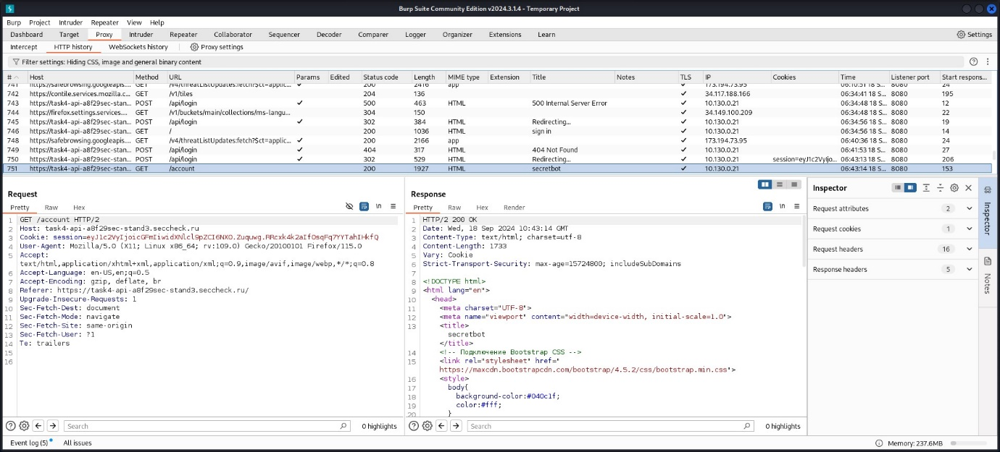 Burp Suite Community Edition v2024.3.1.4 - Temporary Project
Burp Project Intruder Repeater View Help
Dashboard Target Proxy Intruder Repeater Collaborator Sequencer Decoder Comparer Logger Organizer Extensions Learn Settings
Intercept HTTP history WebSockets history Proxy settings
Filter settings: Hiding CSS, image and general binary content
# Host Method URL Params Edited Status code Length MIME type Extension Title Notes TLS IP Cookies Time Listener port Start respons...
741 https://safebrowsing.googleapis.... GET /v4/threatListUpdates:fetch?$ct=applic... ✓ 200 2416 app ✓ 173.194.73.95 06:10:51 18 S... 8080 24
742 https://contile.services.mozilla.c... GET /v1/tiles 204 136 ✓ 34.117.188.166 06:34:41 18 S... 8080 195
743 https://task4-api-a8f29sec-stan... POST /api/login ✓ 500 463 HTML 500 Internal Server Error ✓ 10.130.0.21 06:34:48 18 S... 8080 12
744 https://firefox.settings.services.... GET /v1/buckets/main/collections/ms-langu... 304 150 ✓ 34.149.100.209 06:34:48 18 S... 8080 22
745 https://task4-api-a8f29sec-stan... POST /api/login ✓ 302 384 HTML Redirecting... ✓ 10.130.0.21 06:34:56 18 S... 8080 19
746 https://task4-api-a8f29sec-stan... GET / 200 1036 HTML sign in ✓ 10.130.0.21 06:34:56 18 S... 8080 14
748 https://safebrowsing.googleapis.... GET /v4/threatListUpdates:fetch?$ct=applic... ✓ 200 2166 app ✓ 173.194.73.95 06:40:36 18 S... 8080 24
749 https://task4-api-a8f29sec-stan... POST /api/login ✓ 404 317 HTML 404 Not Found ✓ 10.130.0.21 06:41:53 18 S... 8080 27
750 https://task4-api-a8f29sec-stan... POST /api/login ✓ 302 529 HTML Redirecting... ✓ 10.130.0.21 session=eyJ1c2VyIjo... 06:43:13 18 S... 8080 206
751 https://task4-api-a8f29sec-stan... GET /account 200 1927 HTML secretbot ✓ 10.130.0.21 06:43:14 18 S... 8080 153
Request
Pretty Raw Hex \n
1 GET /account HTTP/2
2 Host: task4-api-a8f29sec-stand3.seccheck.ru
3 Cookie: session=eyJ1c2VyIjoicGFmIiwidXNlcl9pZCI6NX0.Zuquwg.RRcxk4k2aIfOsqFq7YYTahIHkfQ
4 User-Agent: Mozilla/5.0 (X11; Linux x86_64; rv:109.0) Gecko/20100101 Firefox/115.0
5 Accept:
text/html,application/xhtml+xml,application/xml;q=0.9,image/avif,image/webp,*/*;q=0.8
6 Accept-Language: en-US,en;q=0.5
7 Accept-Encoding: gzip, deflate, br
8 Referer: https://task4-api-a8f29sec-stand3.seccheck.ru/
9 Upgrade-Insecure-Requests: 1
10 Sec-Fetch-Dest: document
11 Sec-Fetch-Mode: navigate
12 Sec-Fetch-Site: same-origin
13 Sec-Fetch-User: ?1
14 Te: trailers
15
16
Search 0 highlights
Response
Pretty Raw Hex Render \n
1 HTTP/2 200 OK
2 Date: Wed, 18 Sep 2024 10:43:14 GMT
3 Content-Type: text/html; charset=utf-8
4 Content-Length: 1733
5 Vary: Cookie
6 Strict-Transport-Security: max-age=15724800; includeSubDomains
7
8 <!DOCTYPE html>
9 <html lang="en">
10 <head>
11 <meta charset="UTF-8">
12 <meta name="viewport" content="width=device-width, initial-scale=1.0">
13 <title>
secretbot
</title>
14 <!-- Подключение Bootstrap CSS -->
15 <link rel="stylesheet" href="
https://maxcdn.bootstrapcdn.com/bootstrap/4.5.2/css/bootstrap.min.css">
16 <style>
17 body{
18 background-color:#040c1f;
19 color:#fff;
20 }
Search 0 highlights
Inspector
Request attributes 2
Request cookies 1
Request headers 16
Response headers 5
Inspector
Notes
Event log (5) All issues Memory: 237.6MB